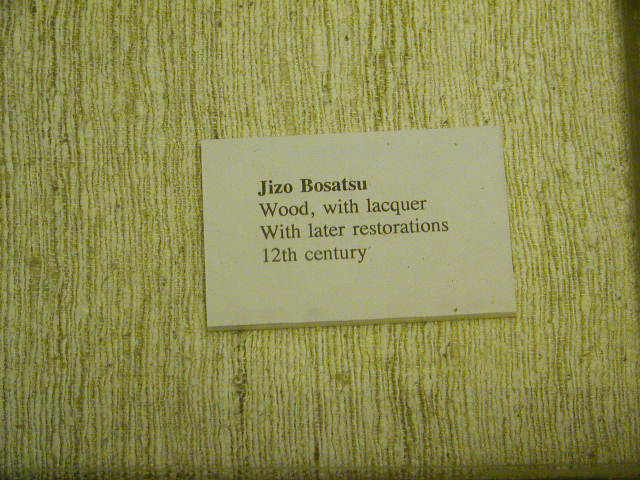 Jizo Bosatsu
Wood, with lacquer
With later restorations
12th century